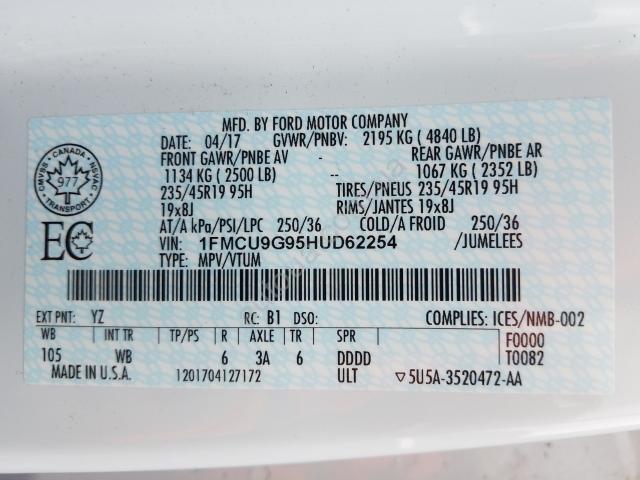 MFD. BY FORD MOTOR COMPANY
DATE: 04/17 GVWR/PNBV: 2195 KG ( 4840 LB)
FRONT GAWR/PNBE AV - REAR GAWR/PNBE AR
1134 KG ( 2500 LB) -- 1067 KG ( 2352 LB)
235/45R19 95H TIRES/PNEUS 235/45R19 95H
19x8J RIMS/JANTES 19x8J
AT/A kPa/PSI/LPC 250/36 COLD/A FROID 250/36
VIN: 1FMCU9G95HUD62254 /JUMELEES
TYPE: MPV/VTUM
CANADA
CMVSS NSVAC
977
TRANSPORT
EC
EXT PNT: YZ RC: B1 DSO: COMPLIES: ICES/NMB-002
WB INT TR TP/PS R AXLE TR SPR F0000
105 WB 6 3A 6 DDDD T0082
MADE IN U.S.A. 1201704127172 ULT ▽5U5A-3520472-AA